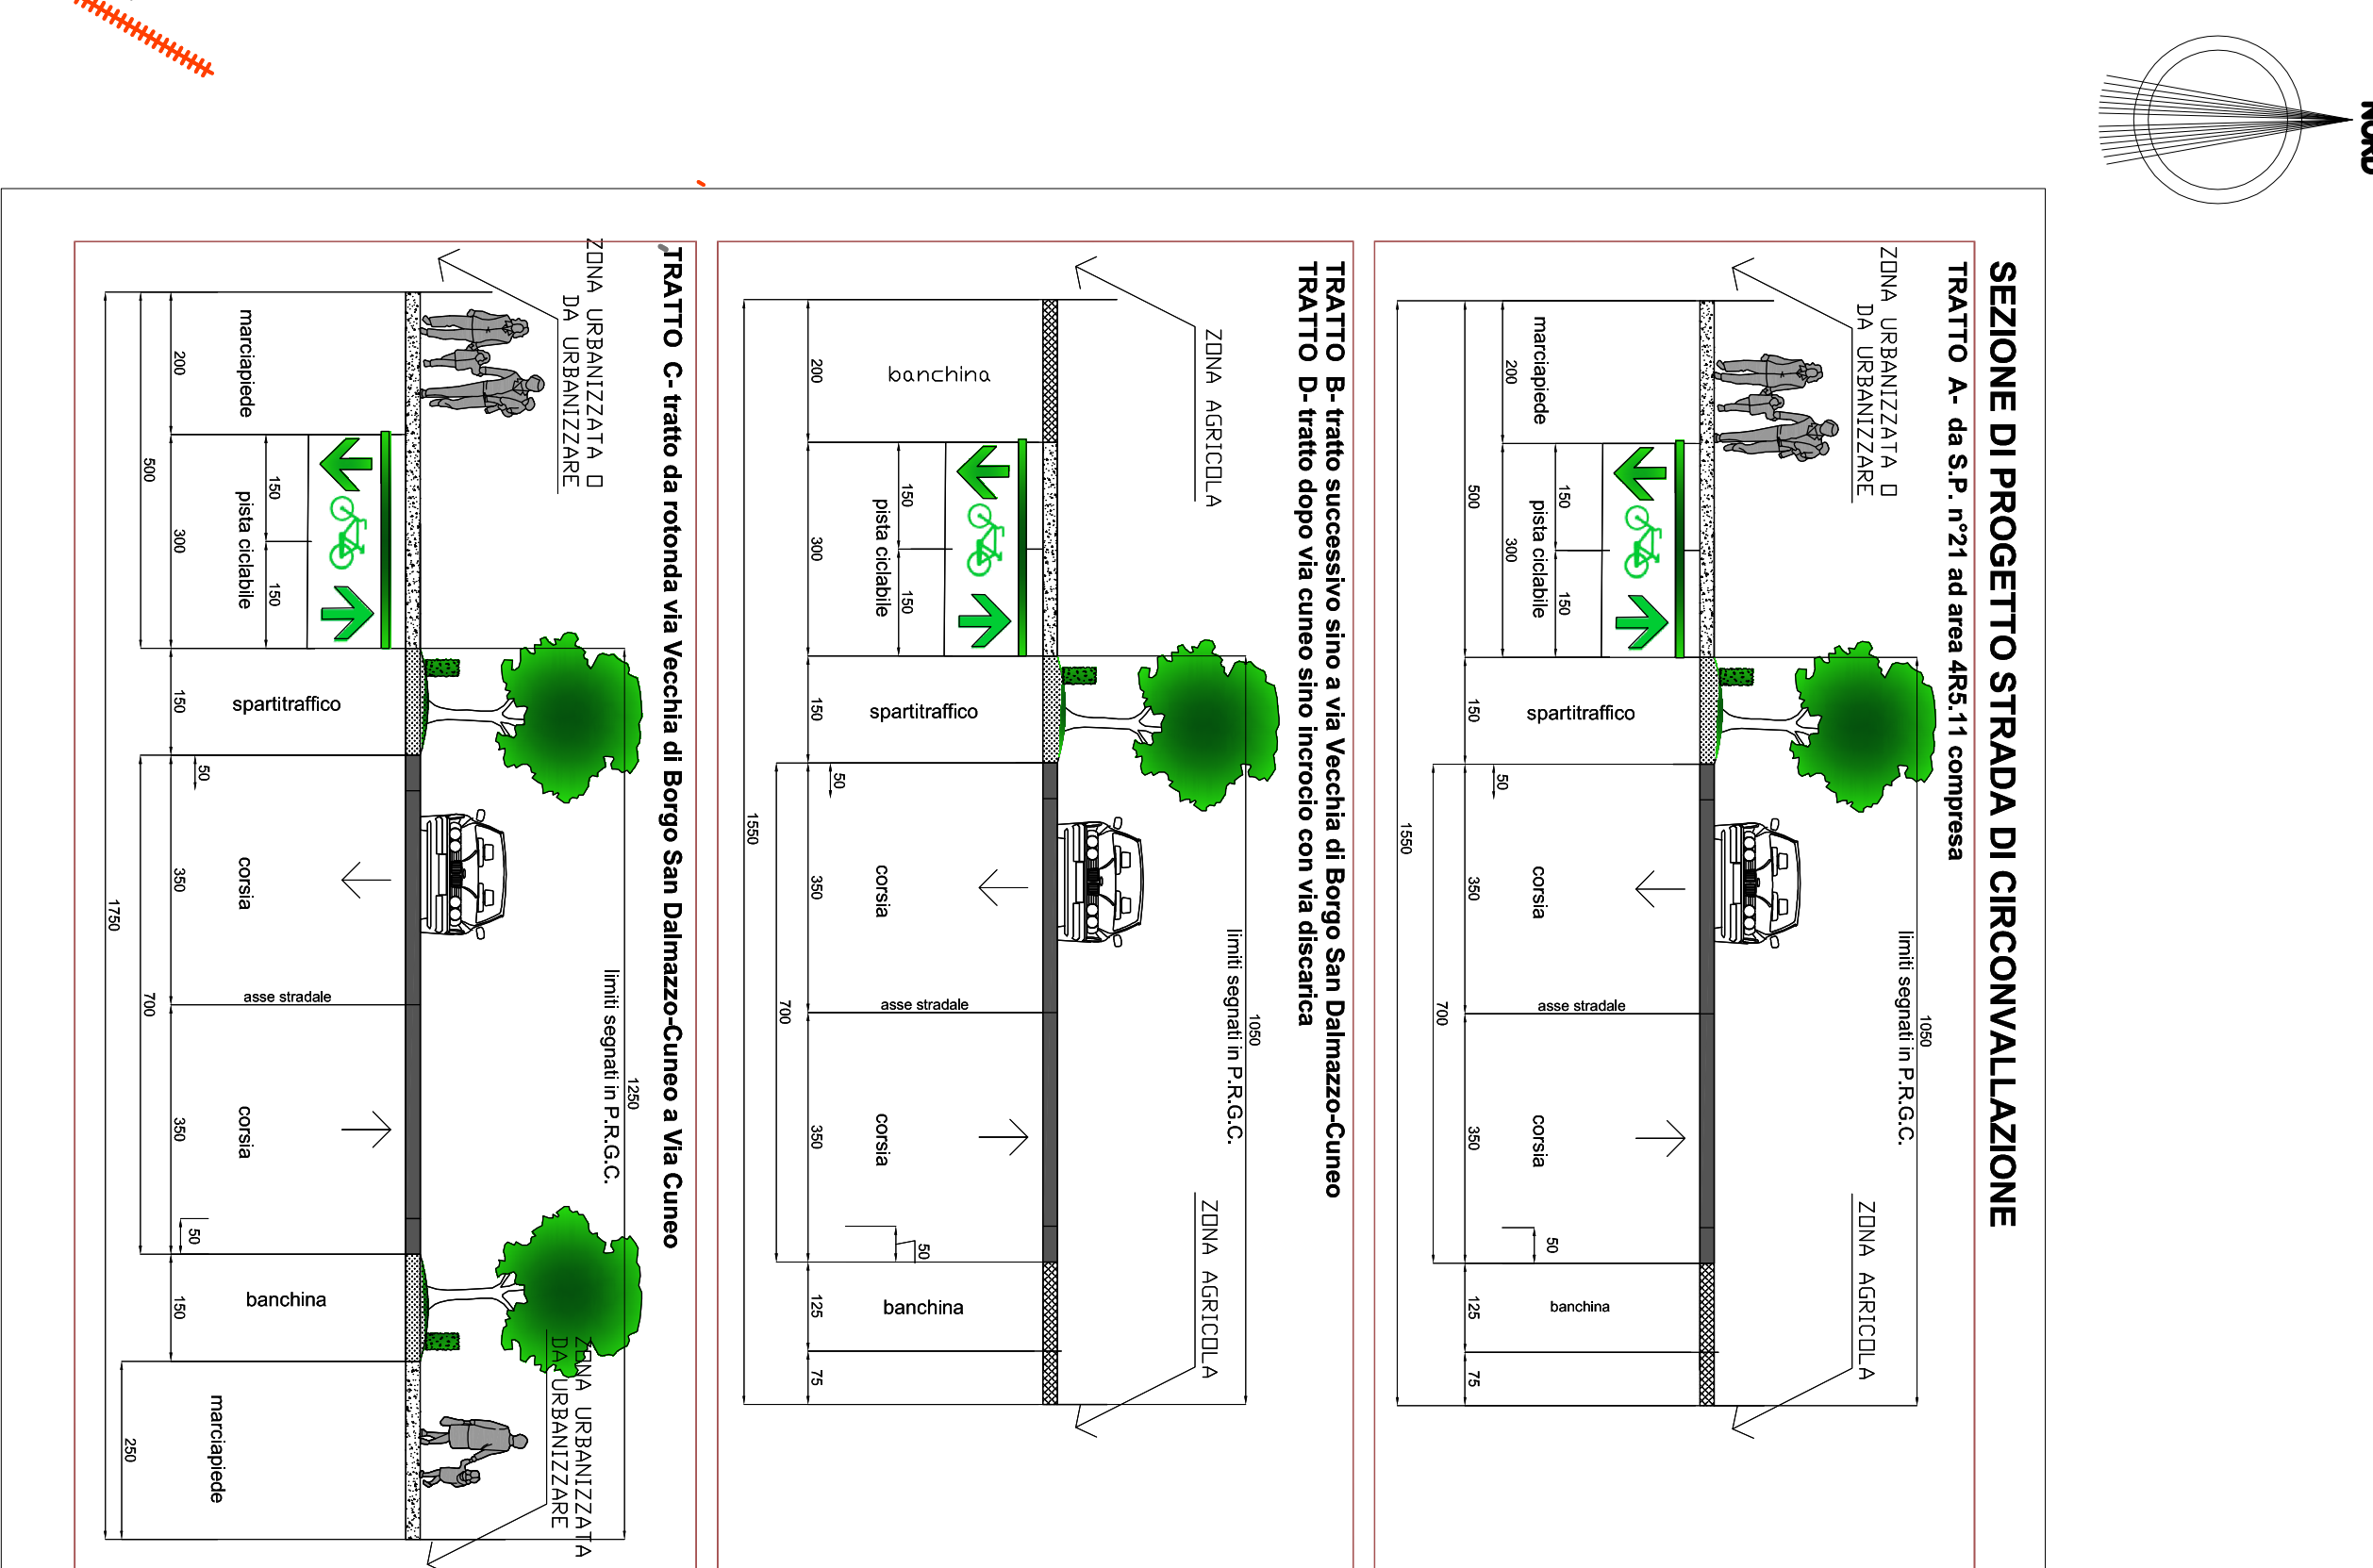 NORD
SEZIONE DI PROGETTO STRADA DI CIRCONVALLAZIONE
TRATTO A- da S.P. n°21 ad area 4R5.11 compresa
ZONA URBANIZZATA O
DA URBANIZZARE
ZONA AGRICOLA
1050
limiti segnati in P.R.G.C.
marciapiede
pista ciclabile
spartitraffico
corsia
asse stradale
corsia
banchina
150
150
200
300
50
50
500
150
350
350
125
75
700
1550
TRATTO B- tratto successivo sino a via Vecchia di Borgo San Dalmazzo-Cuneo
TRATTO D- tratto dopo via cuneo sino incrocio con via discarica
ZONA AGRICOLA
ZONA AGRICOLA
1050
limiti segnati in P.R.G.C.
banchina
pista ciclabile
spartitraffico
corsia
asse stradale
corsia
banchina
150
150
50
50
200
300
150
350
350
125
75
700
1550
TRATTO C- tratto da rotonda via Vecchia di Borgo San Dalmazzo-Cuneo a Via Cuneo
ZONA URBANIZZATA O
DA URBANIZZARE
ZONA URBANIZZATA
DA URBANIZZARE
1250
limiti segnati in P.R.G.C.
marciapiede
pista ciclabile
spartitraffico
corsia
asse stradale
corsia
banchina
marciapiede
150
150
50
50
200
300
150
350
350
150
500
700
250
1750